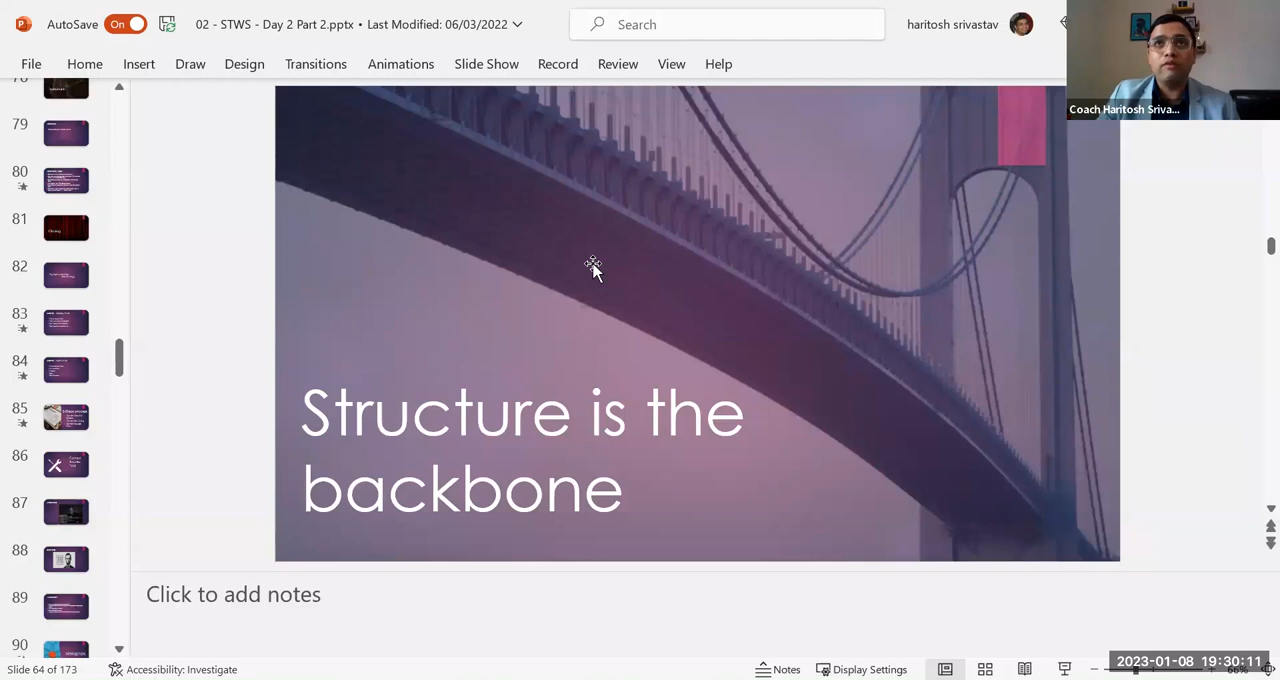 AutoSave On 02 - STWS - Day 2 Part 2.pptx • Last Modified: 06/03/2022 Search haritosh srivastav
File Home Insert Draw Design Transitions Animations Slide Show Record Review View Help
Coach Haritosh Sriva...
79
80
81
82
83
84
85
86
87
88
89
90
Structure is the
backbone
Click to add notes
Slide 64 of 173 Accessibility: Investigate Notes Display Settings 66%
2023-01-08 19:30:11